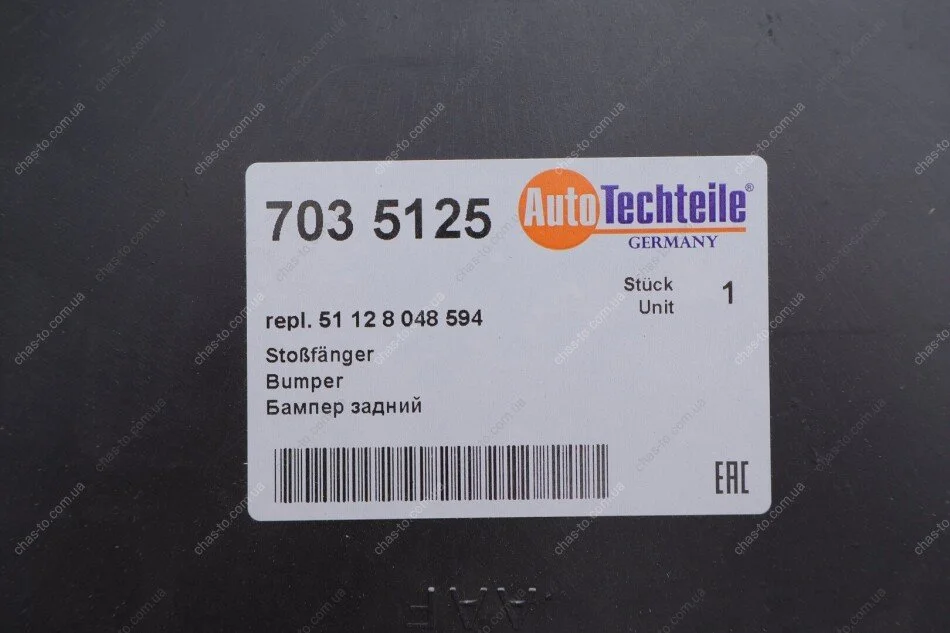 703 5125
AutoTechteile®
GERMANY
Stück 1
Unit
repl. 51 12 8 048 594
Stoßfänger
Bumper
Бампер задний
EAC
chas-to.com.ua